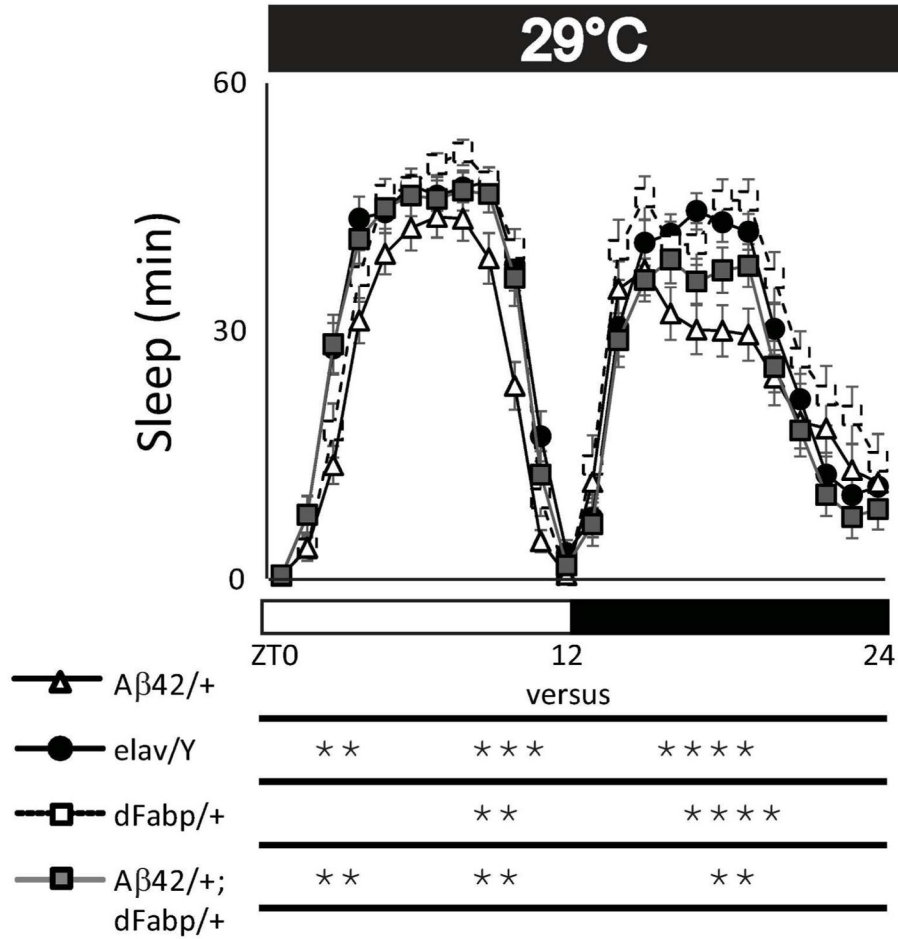 29°C
60
Sleep (min)
30
0
ZT0 12 24
Aβ42/+ versus
elav/Y ** *** ****
dFabp/+ ** ****
Aβ42/+; ** ** **
dFabp/+